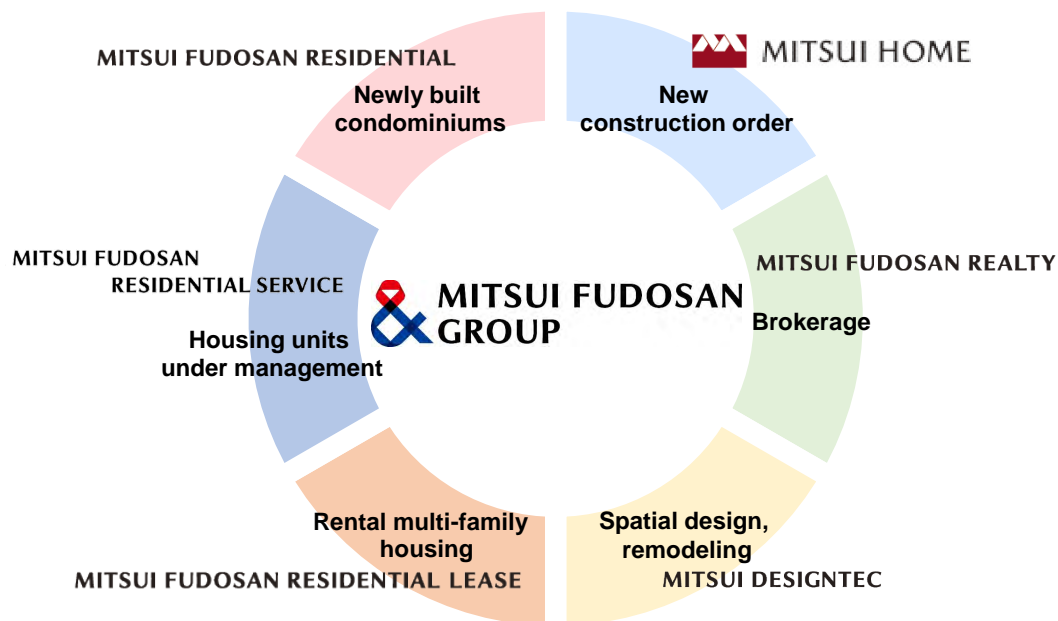 MITSUI FUDOSAN RESIDENTIAL
Newly built
condominiums
MITSUI HOME
New
construction order
MITSUI FUDOSAN
RESIDENTIAL SERVICE
Housing units
under management
MITSUI FUDOSAN
GROUP
MITSUI FUDOSAN REALTY
Brokerage
Rental multi-family
housing
MITSUI FUDOSAN RESIDENTIAL LEASE
Spatial design,
remodeling
MITSUI DESIGNTEC